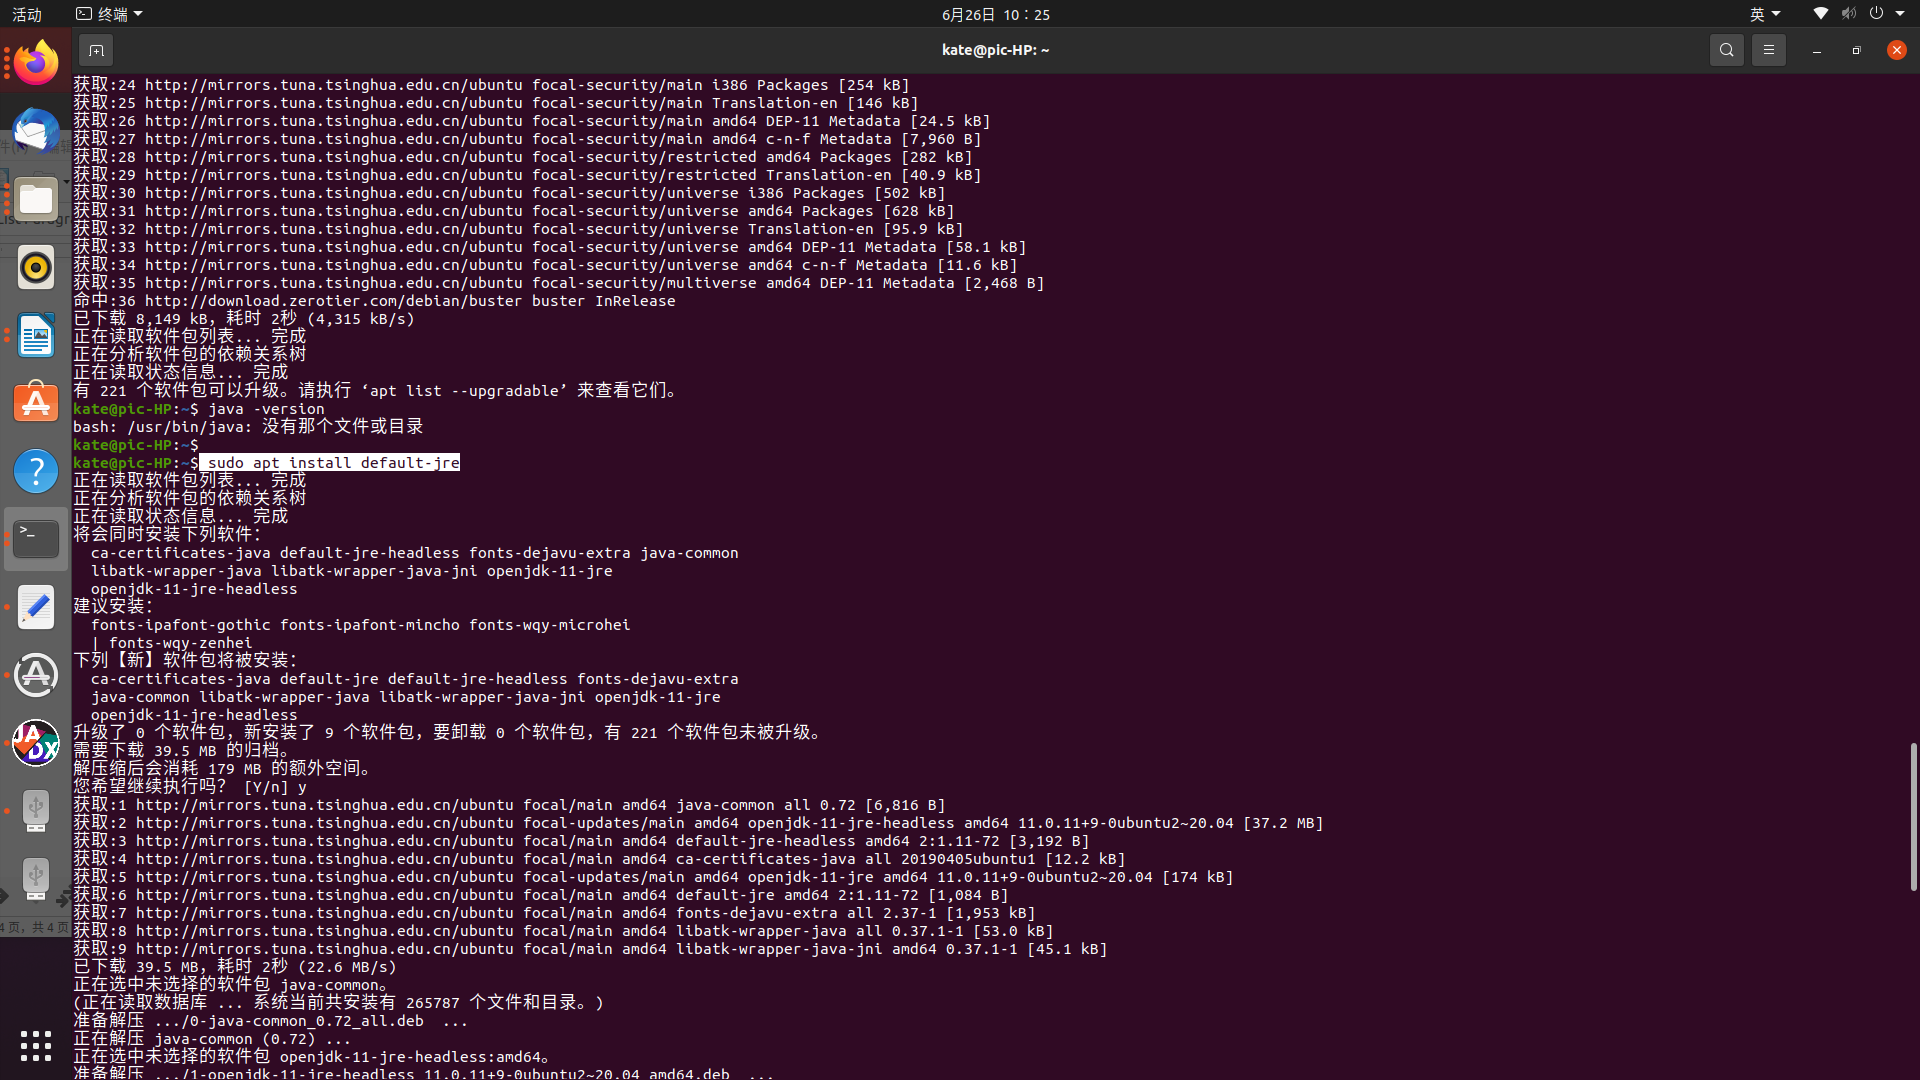 活动
终端
6月26日 10：25
英
kate@pic-HP: ~
获取:24 http://mirrors.tuna.tsinghua.edu.cn/ubuntu focal-security/main i386 Packages [254 kB]
获取:25 http://mirrors.tuna.tsinghua.edu.cn/ubuntu focal-security/main Translation-en [146 kB]
获取:26 http://mirrors.tuna.tsinghua.edu.cn/ubuntu focal-security/main amd64 DEP-11 Metadata [24.5 kB]
获取:27 http://mirrors.tuna.tsinghua.edu.cn/ubuntu focal-security/main amd64 c-n-f Metadata [7,960 B]
获取:28 http://mirrors.tuna.tsinghua.edu.cn/ubuntu focal-security/restricted amd64 Packages [282 kB]
获取:29 http://mirrors.tuna.tsinghua.edu.cn/ubuntu focal-security/restricted Translation-en [40.9 kB]
获取:30 http://mirrors.tuna.tsinghua.edu.cn/ubuntu focal-security/universe i386 Packages [502 kB]
获取:31 http://mirrors.tuna.tsinghua.edu.cn/ubuntu focal-security/universe amd64 Packages [628 kB]
获取:32 http://mirrors.tuna.tsinghua.edu.cn/ubuntu focal-security/universe Translation-en [95.9 kB]
获取:33 http://mirrors.tuna.tsinghua.edu.cn/ubuntu focal-security/universe amd64 DEP-11 Metadata [58.1 kB]
获取:34 http://mirrors.tuna.tsinghua.edu.cn/ubuntu focal-security/universe amd64 c-n-f Metadata [11.6 kB]
获取:35 http://mirrors.tuna.tsinghua.edu.cn/ubuntu focal-security/multiverse amd64 DEP-11 Metadata [2,468 B]
命中:36 http://download.zerotier.com/debian/buster buster InRelease
已下载 8,149 kB，耗时 2秒 (4,315 kB/s)
正在读取软件包列表... 完成
正在分析软件包的依赖关系树
正在读取状态信息... 完成
有 221 个软件包可以升级。请执行 ‘apt list --upgradable’ 来查看它们。
kate@pic-HP:~$ java -version
bash: /usr/bin/java: 没有那个文件或目录
kate@pic-HP:~$
kate@pic-HP:~$ sudo apt install default-jre
正在读取软件包列表... 完成
正在分析软件包的依赖关系树
正在读取状态信息... 完成
将会同时安装下列软件：
ca-certificates-java default-jre-headless fonts-dejavu-extra java-common
libatk-wrapper-java libatk-wrapper-java-jni openjdk-11-jre
openjdk-11-jre-headless
建议安装：
fonts-ipafont-gothic fonts-ipafont-mincho fonts-wqy-microhei
| fonts-wqy-zenhei
下列【新】软件包将被安装：
ca-certificates-java default-jre default-jre-headless fonts-dejavu-extra
java-common libatk-wrapper-java libatk-wrapper-java-jni openjdk-11-jre
openjdk-11-jre-headless
升级了 0 个软件包，新安装了 9 个软件包，要卸载 0 个软件包，有 221 个软件包未被升级。
需要下载 39.5 MB 的归档。
解压缩后会消耗 179 MB 的额外空间。
您希望继续执行吗？ [Y/n] y
获取:1 http://mirrors.tuna.tsinghua.edu.cn/ubuntu focal/main amd64 java-common all 0.72 [6,816 B]
获取:2 http://mirrors.tuna.tsinghua.edu.cn/ubuntu focal-updates/main amd64 openjdk-11-jre-headless amd64 11.0.11+9-0ubuntu2~20.04 [37.2 MB]
获取:3 http://mirrors.tuna.tsinghua.edu.cn/ubuntu focal/main amd64 default-jre-headless amd64 2:1.11-72 [3,192 B]
获取:4 http://mirrors.tuna.tsinghua.edu.cn/ubuntu focal/main amd64 ca-certificates-java all 20190405ubuntu1 [12.2 kB]
获取:5 http://mirrors.tuna.tsinghua.edu.cn/ubuntu focal-updates/main amd64 openjdk-11-jre amd64 11.0.11+9-0ubuntu2~20.04 [174 kB]
获取:6 http://mirrors.tuna.tsinghua.edu.cn/ubuntu focal/main amd64 default-jre amd64 2:1.11-72 [1,084 B]
获取:7 http://mirrors.tuna.tsinghua.edu.cn/ubuntu focal/main amd64 fonts-dejavu-extra all 2.37-1 [1,953 kB]
获取:8 http://mirrors.tuna.tsinghua.edu.cn/ubuntu focal/main amd64 libatk-wrapper-java all 0.37.1-1 [53.0 kB]
获取:9 http://mirrors.tuna.tsinghua.edu.cn/ubuntu focal/main amd64 libatk-wrapper-java-jni amd64 0.37.1-1 [45.1 kB]
已下载 39.5 MB，耗时 2秒 (22.6 MB/s)
正在选中未选择的软件包 java-common。
(正在读取数据库 ... 系统当前共安装有 265787 个文件和目录。)
准备解压 .../0-java-common_0.72_all.deb  ...
正在解压 java-common (0.72) ...
正在选中未选择的软件包 openjdk-11-jre-headless:amd64。
准备解压 .../1-openjdk-11-jre-headless_11.0.11+9-0ubuntu2~20.04_amd64.deb  ...
JADX
4 页，共 4 页